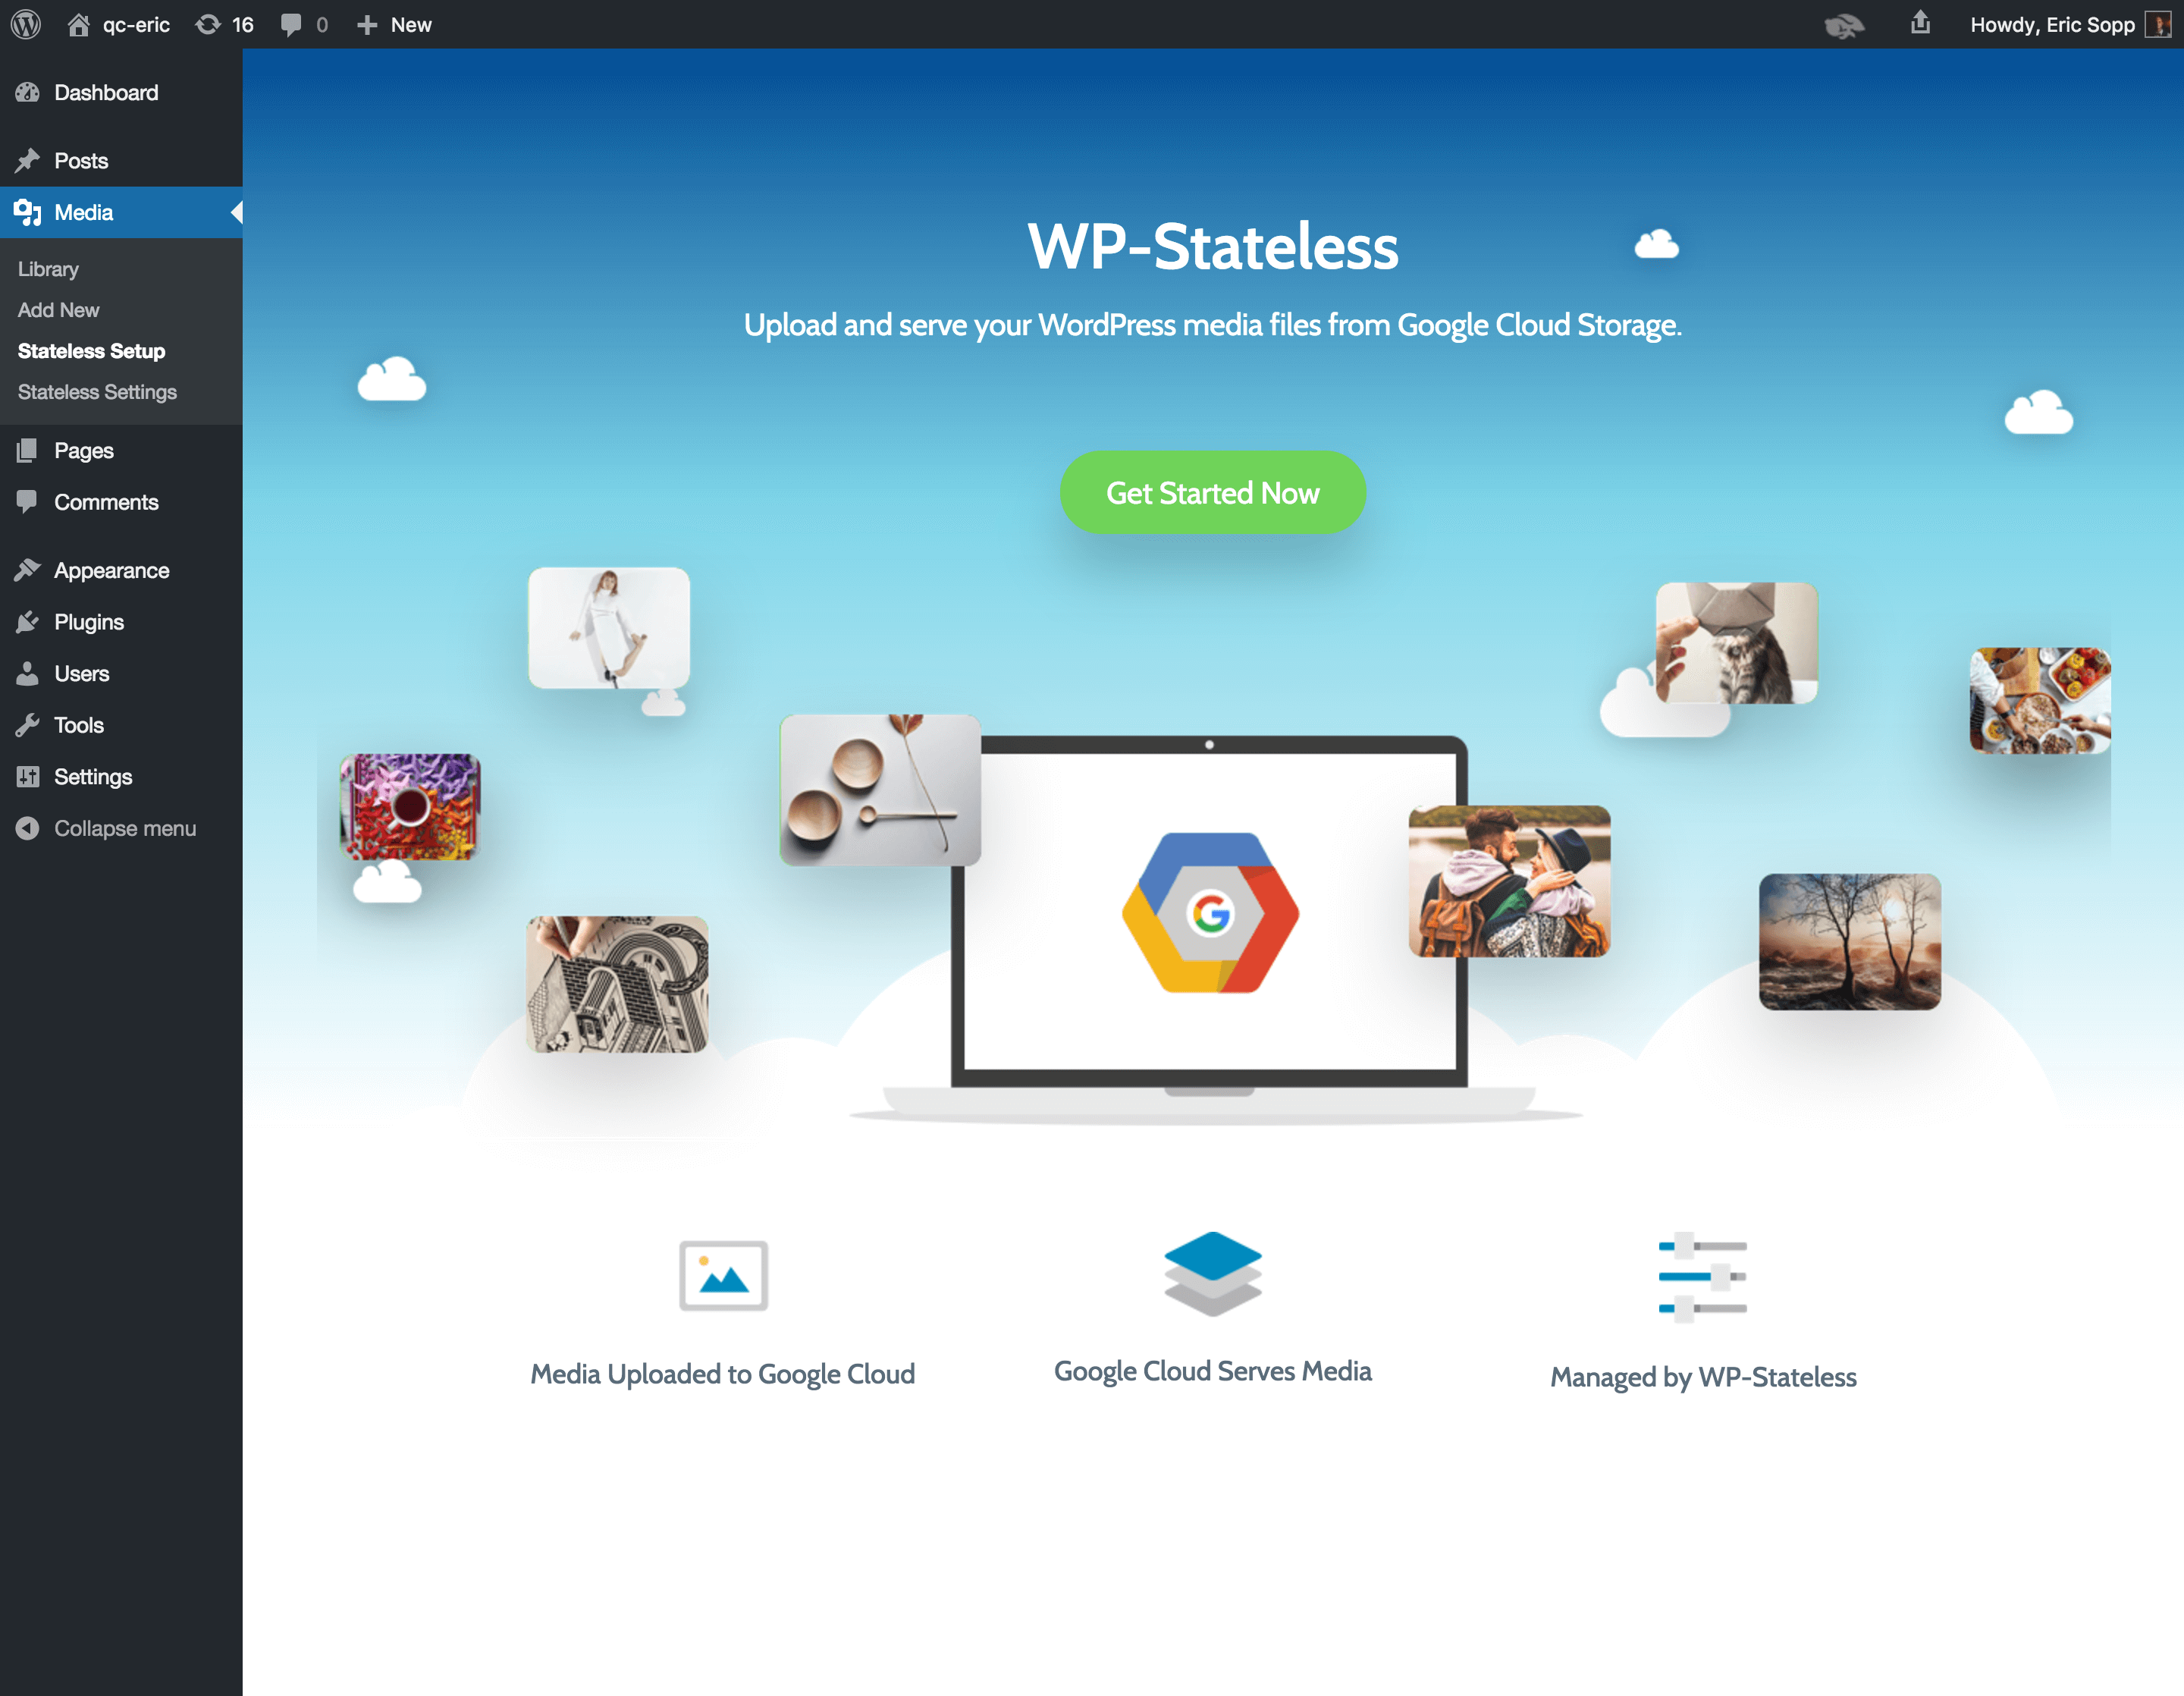 qc-eric
16
0
New
Howdy, Eric Sopp
Dashboard
Posts
Media
Library
Add New
Stateless Setup
Stateless Settings
Pages
Comments
Appearance
Plugins
Users
Tools
Settings
Collapse menu
WP-Stateless
Upload and serve your WordPress media files from Google Cloud Storage.
Get Started Now
G
Media Uploaded to Google Cloud
Google Cloud Serves Media
Managed by WP-Stateless